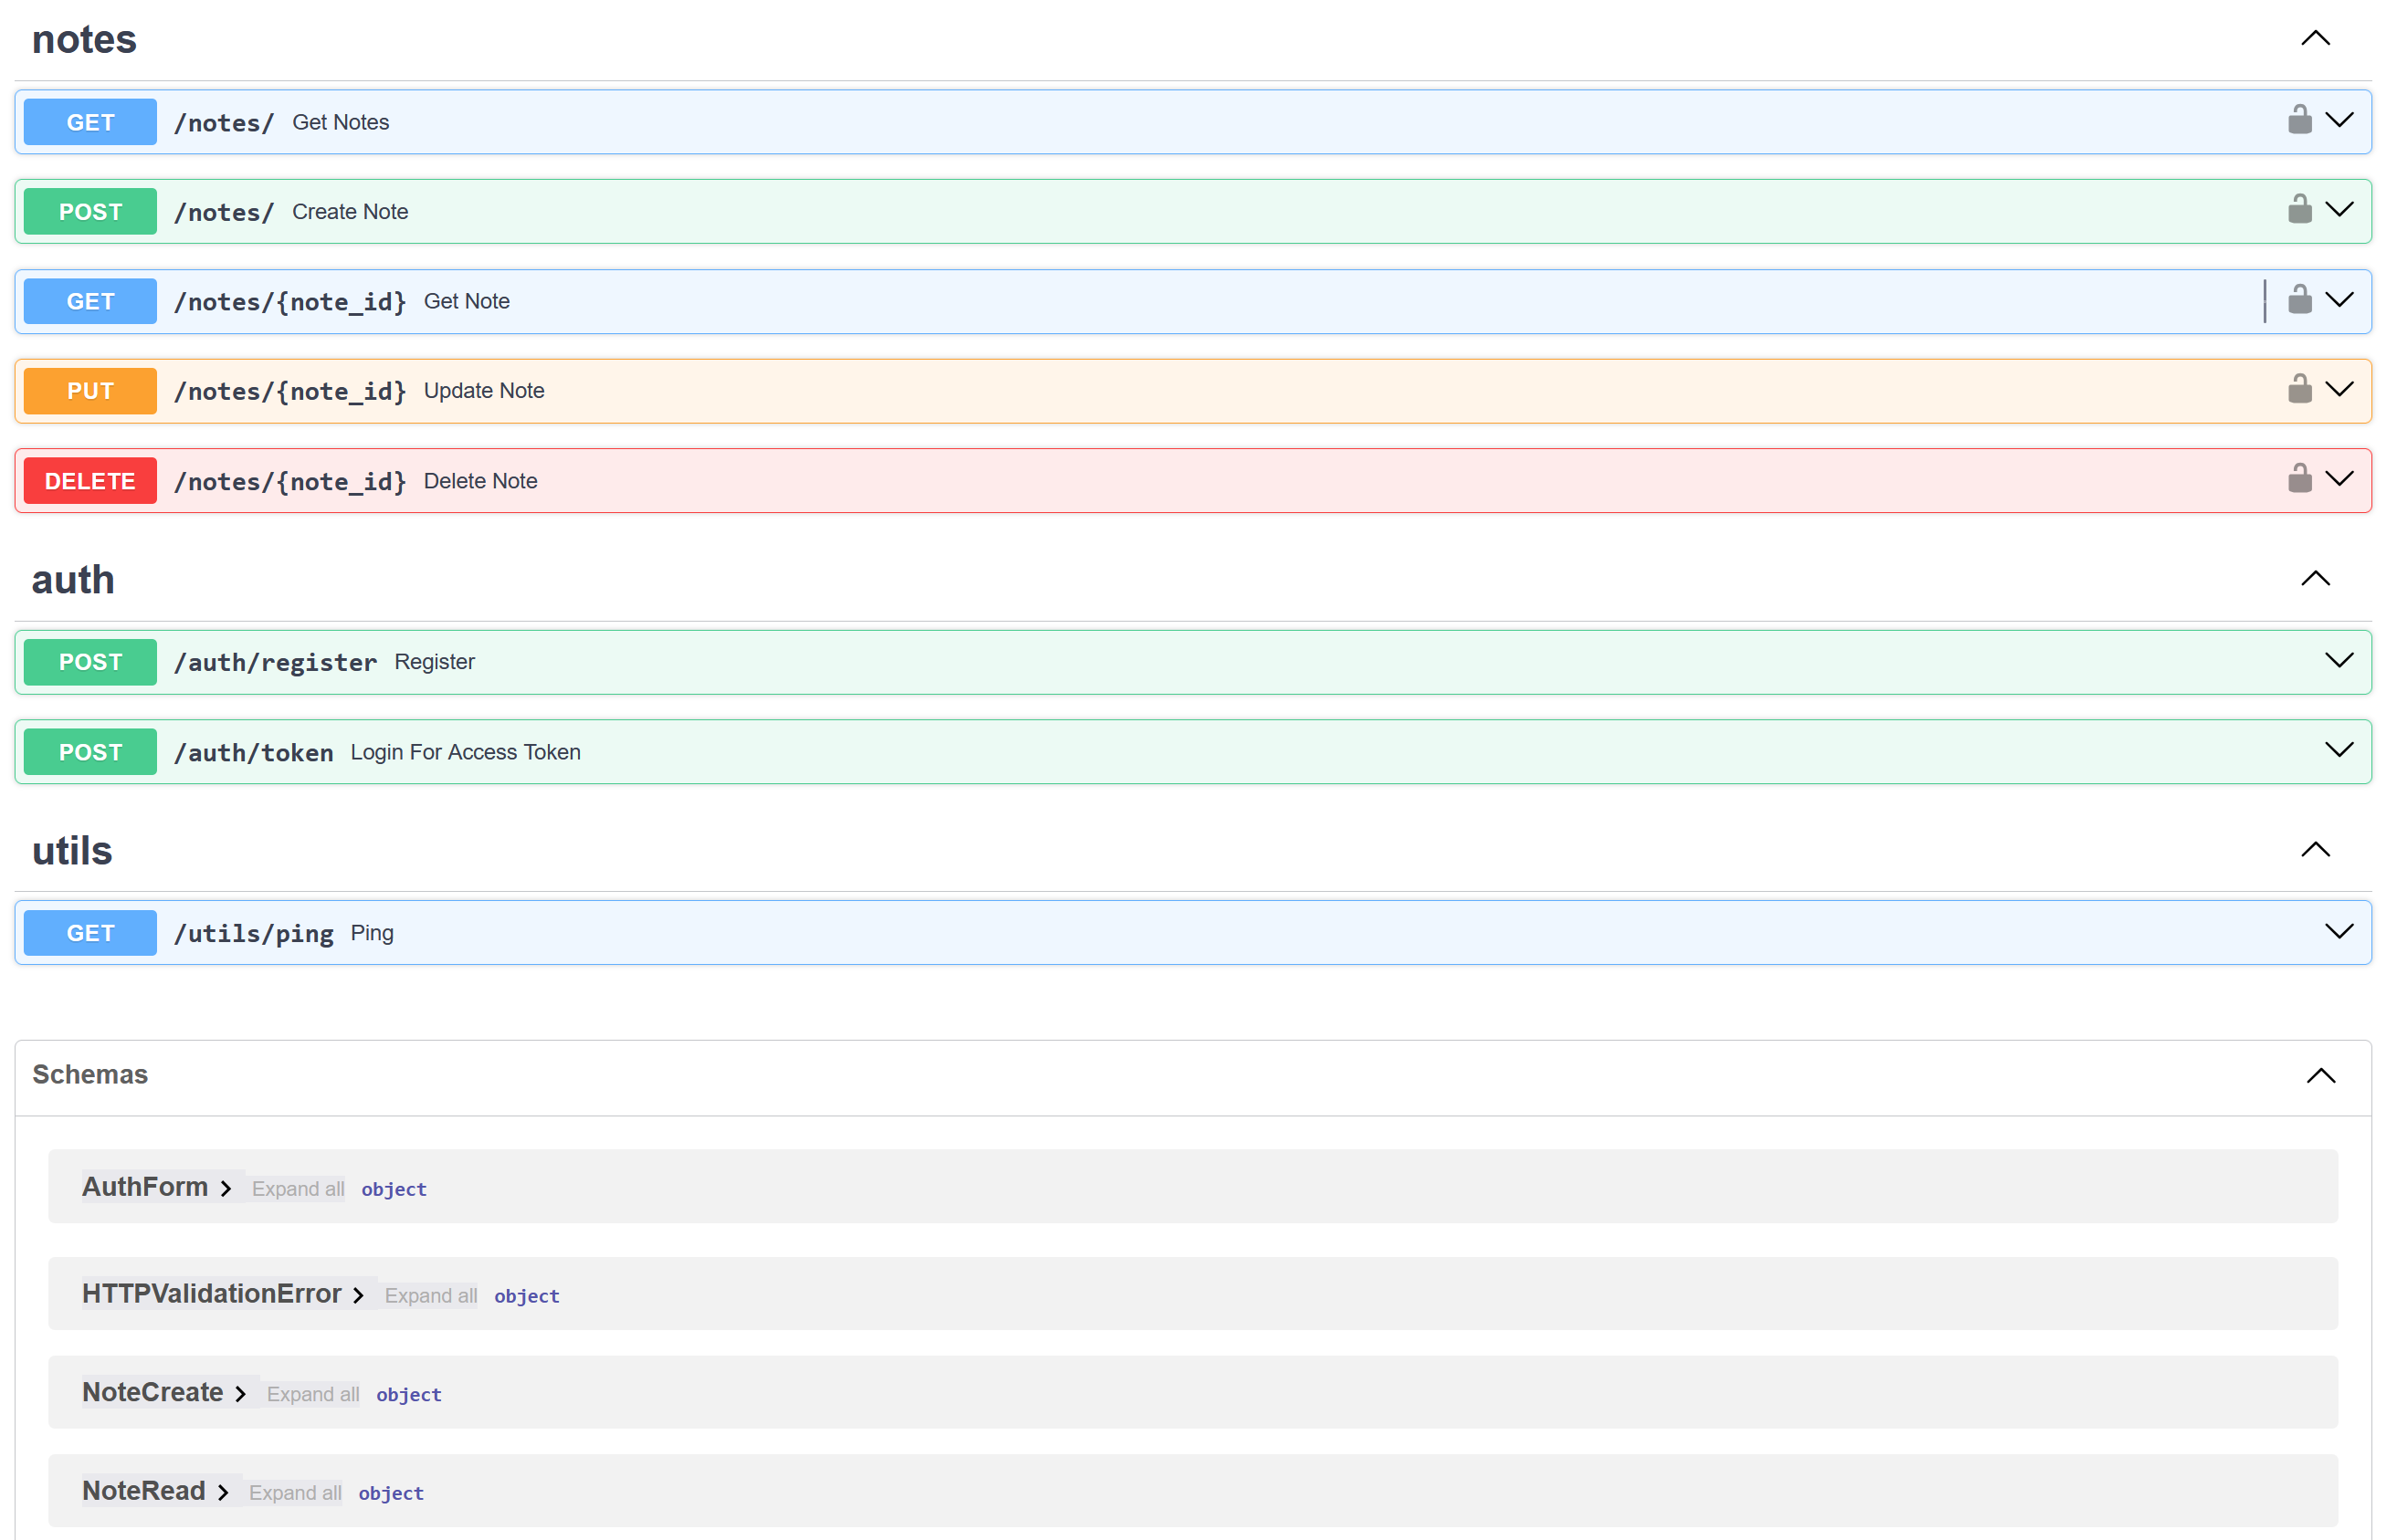 notes
GET /notes/ Get Notes
POST /notes/ Create Note
GET /notes/{note_id} Get Note
PUT /notes/{note_id} Update Note
DELETE /notes/{note_id} Delete Note
auth
POST /auth/register Register
POST /auth/token Login For Access Token
utils
GET /utils/ping Ping
Schemas
AuthForm Expand all object
HTTPValidationError Expand all object
NoteCreate Expand all object
NoteRead Expand all object